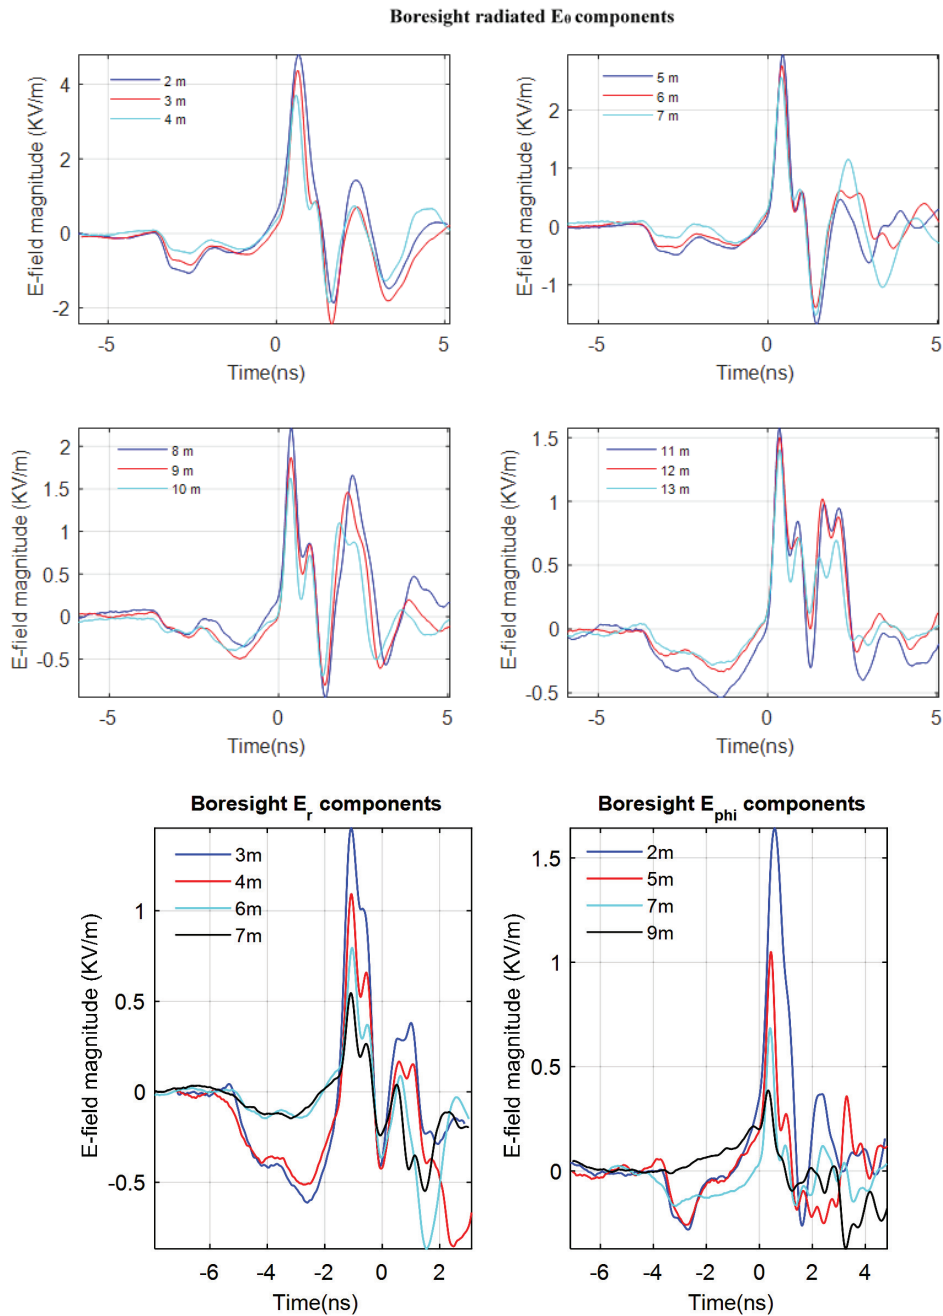 Boresight radiated Eθ components
E-field magnitude (KV/m)
4
2
0
-2
2 m
3 m
4 m
-5
0
5
Time(ns)
E-field magnitude (KV/m)
2
1
0
-1
5 m
6 m
7 m
-5
0
5
Time(ns)
E-field magnitude (KV/m)
2
1.5
1
0.5
0
-0.5
8 m
9 m
10 m
-5
0
5
Time(ns)
E-field magnitude (KV/m)
1.5
1
0.5
0
-0.5
11 m
12 m
13 m
-5
0
5
Time(ns)
Boresight Er components
E-field magnitude (KV/m)
1
0.5
0
-0.5
3m
4m
6m
7m
-6
-4
-2
0
2
Time(ns)
Boresight Ephi components
E-field magnitude (KV/m)
1.5
1
0.5
0
2m
5m
7m
9m
-6
-4
-2
0
2
4
Time(ns)